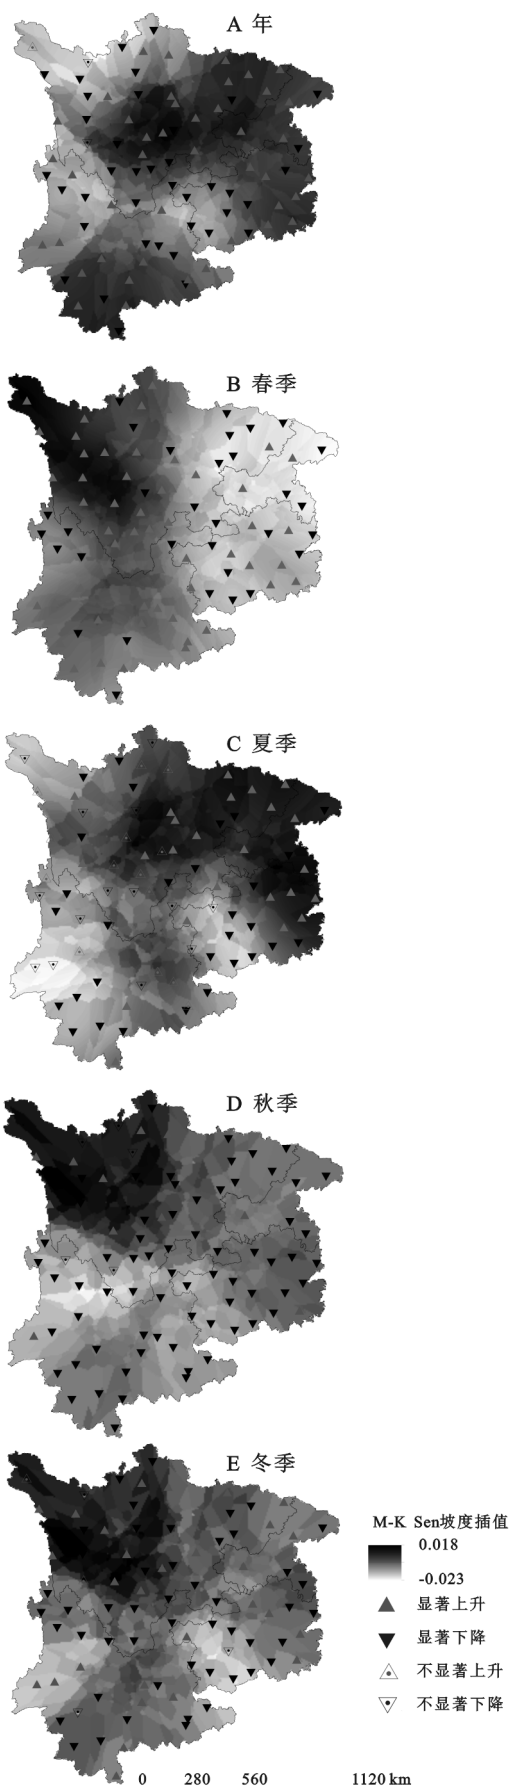 A 年
B 春季
C 夏季
D 秋季
E 冬季
M-K Sen坡度插值
0.018
-0.023
显著上升
显著下降
不显著上升
不显著下降
0 280 560 1120 km